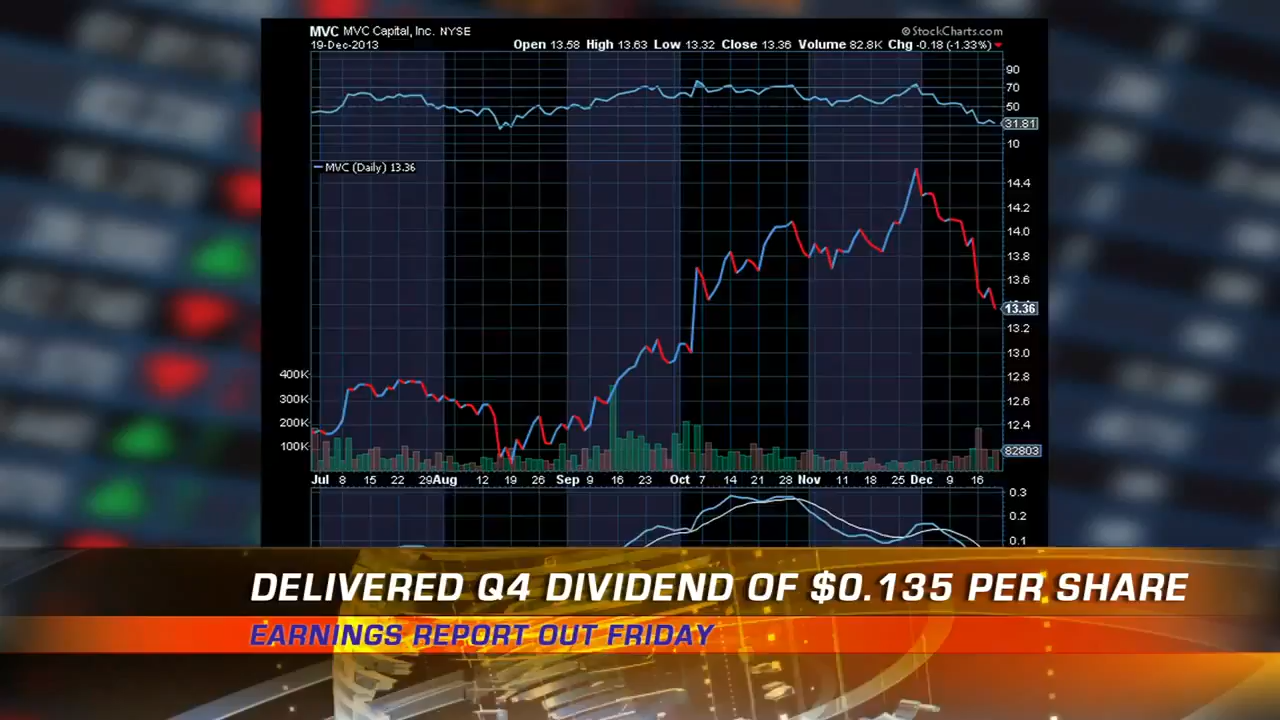 MVC MVC Capital, Inc. NYSE
© StockCharts.com
19-Dec-2013
Open 13.58 High 13.63 Low 13.32 Close 13.36 Volume 82.8K Chg -0.18 (-1.33%)
90
70
50
31.81
10
MVC (Daily) 13.36
14.4
14.2
14.0
13.8
13.6
13.36
13.2
13.0
12.8
12.6
12.4
400K
300K
200K
100K
82803
Jul 8 15 22 29 Aug 12 19 26 Sep 9 16 23 Oct 7 14 21 28 Nov 11 18 25 Dec 9 16
0.3
0.2
0.1
DELIVERED Q4 DIVIDEND OF $0.135 PER SHARE
EARNINGS REPORT OUT FRIDAY